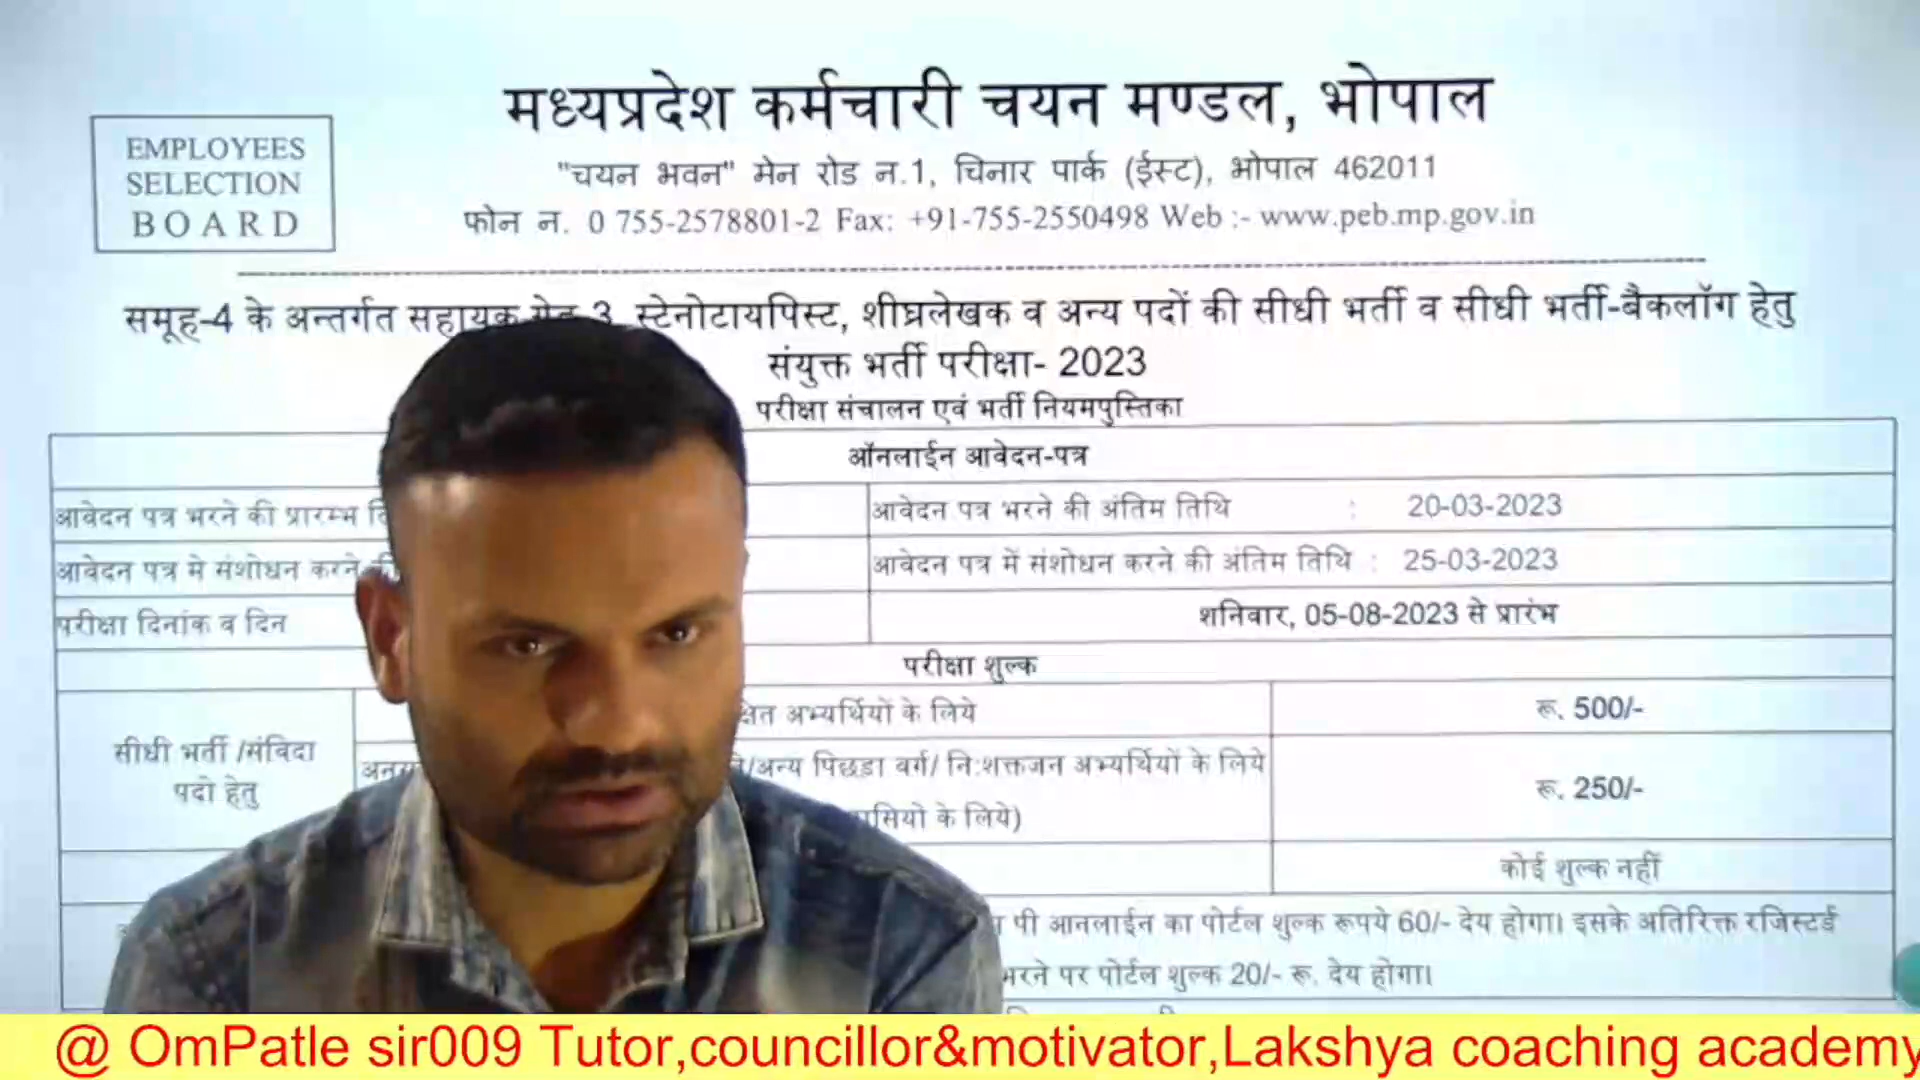 मध्यप्रदेश कर्मचारी चयन मण्डल, भोपाल
EMPLOYEES
SELECTION
BOARD
"चयन भवन" मेन रोड न.1, चिनार पार्क (ईस्ट), भोपाल 462011
फोन न. 0 755-2578801-2 Fax: +91-755-2550498 Web :- www.peb.mp.gov.in
समूह-4 के अन्तर्गत सहायक 3, स्टेनोटायपिस्ट, शीघ्रलेखक व अन्य पदों की सीधी भर्ती व सीधी भर्ती-बैकलॉग हेतु
संयुक्त भर्ती परीक्षा- 2023
परीक्षा संचालन एवं भर्ती नियमपुस्तिका
ऑनलाईन आवेदन-पत्र
आवेदन पत्र भरने की प्रारम्भ
आवेदन पत्र भरने की अंतिम तिथि : 20-03-2023
आवेदन पत्र मे संशोधन करने
आवेदन पत्र में संशोधन करने की अंतिम तिथि : 25-03-2023
परीक्षा दिनांक व दिन
शनिवार, 05-08-2023 से प्रारंभ
परीक्षा शुल्क
सीधी भर्ती /संविदा
पदो हेतु
अभ्यर्थियों के लिये
रू. 500/-
/अन्य पिछडा वर्ग/ नि:शक्तजन अभ्यर्थियों के लिये
के लिये)
रू. 250/-
कोई शुल्क नहीं
पी आनलाईन का पोर्टल शुल्क रूपये 60/- देय होगा। इसके अतिरिक्त रजिस्टर्ड
पर पोर्टल शुल्क 20/- रू. देय होगा।
@ OmPatle sir009 Tutor,councillor&motivator,Lakshya coaching academy